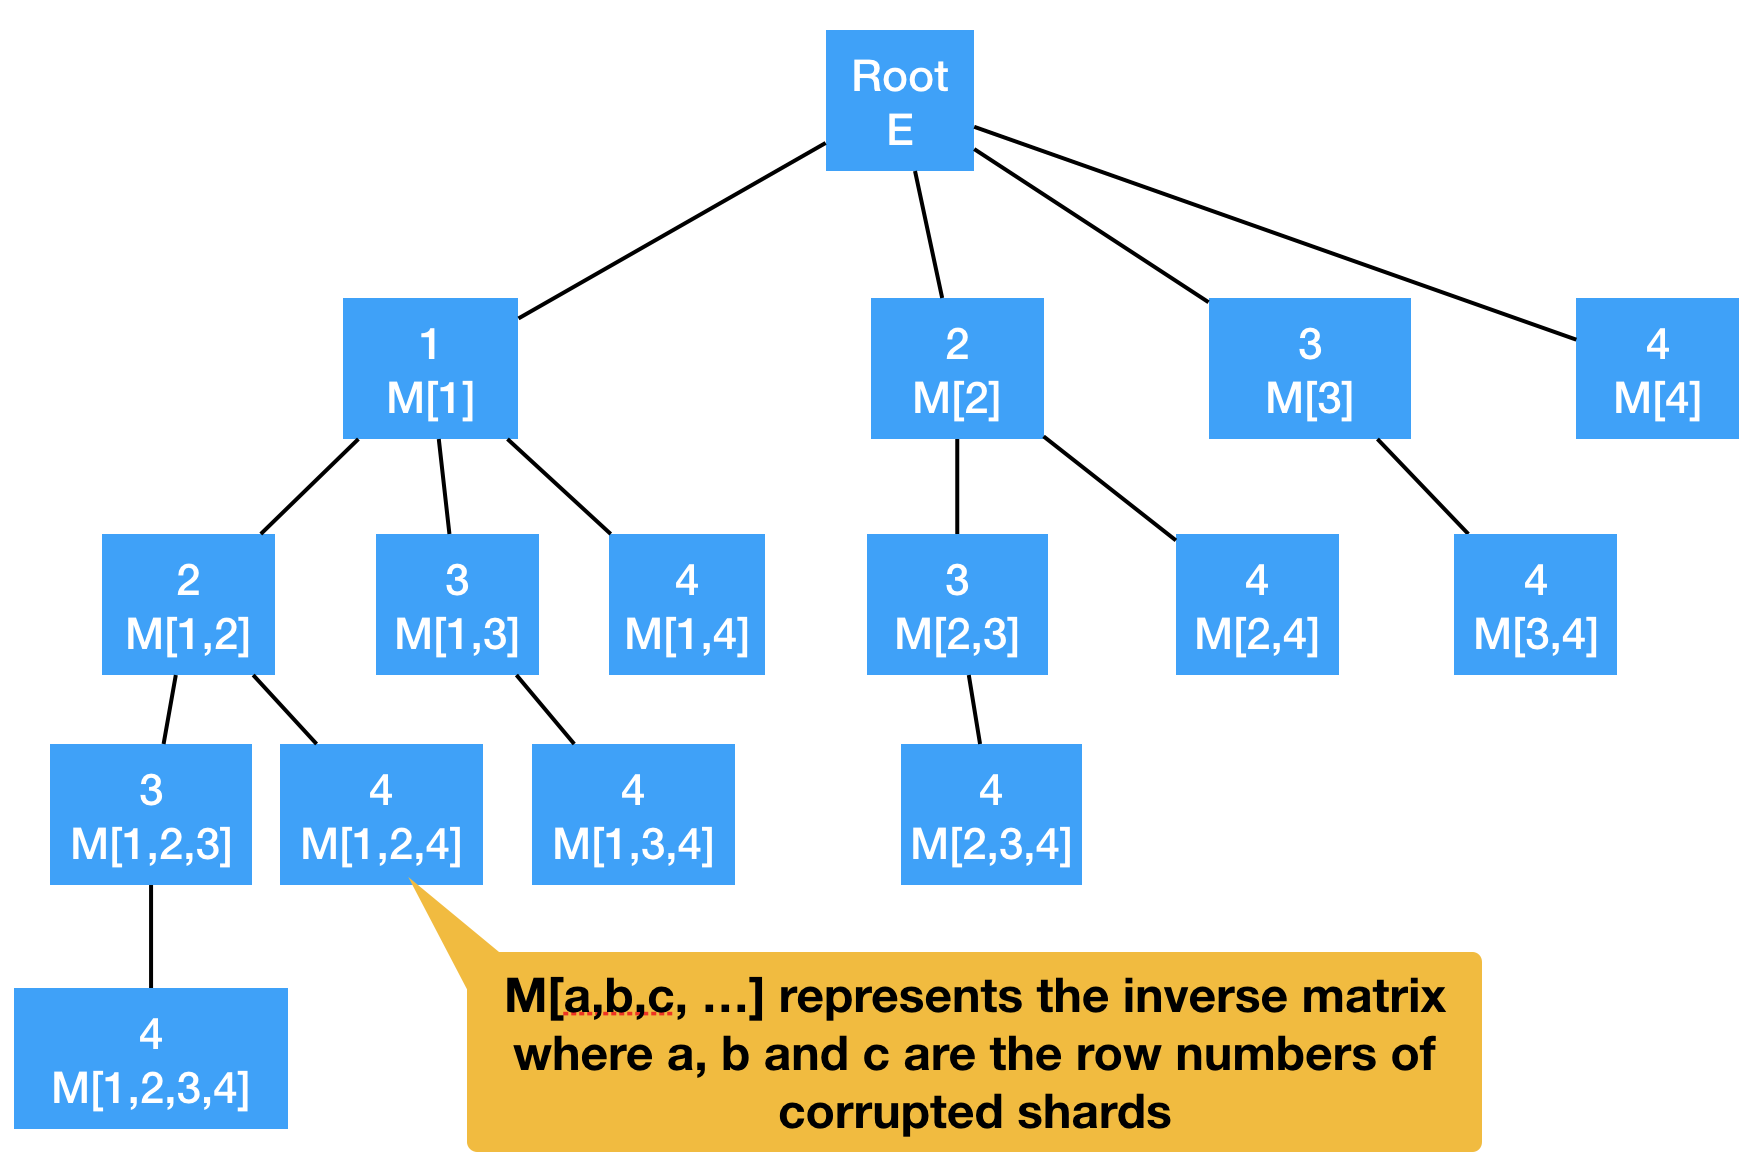 Root
E
1
M[1]
2
M[2]
3
M[3]
4
M[4]
2
M[1,2]
3
M[1,3]
4
M[1,4]
3
M[2,3]
4
M[2,4]
4
M[3,4]
3
M[1,2,3]
4
M[1,2,4]
4
M[1,3,4]
4
M[2,3,4]
4
M[1,2,3,4]
M[a,b,c, ...] represents the inverse matrix
where a, b and c are the row numbers of
corrupted shards